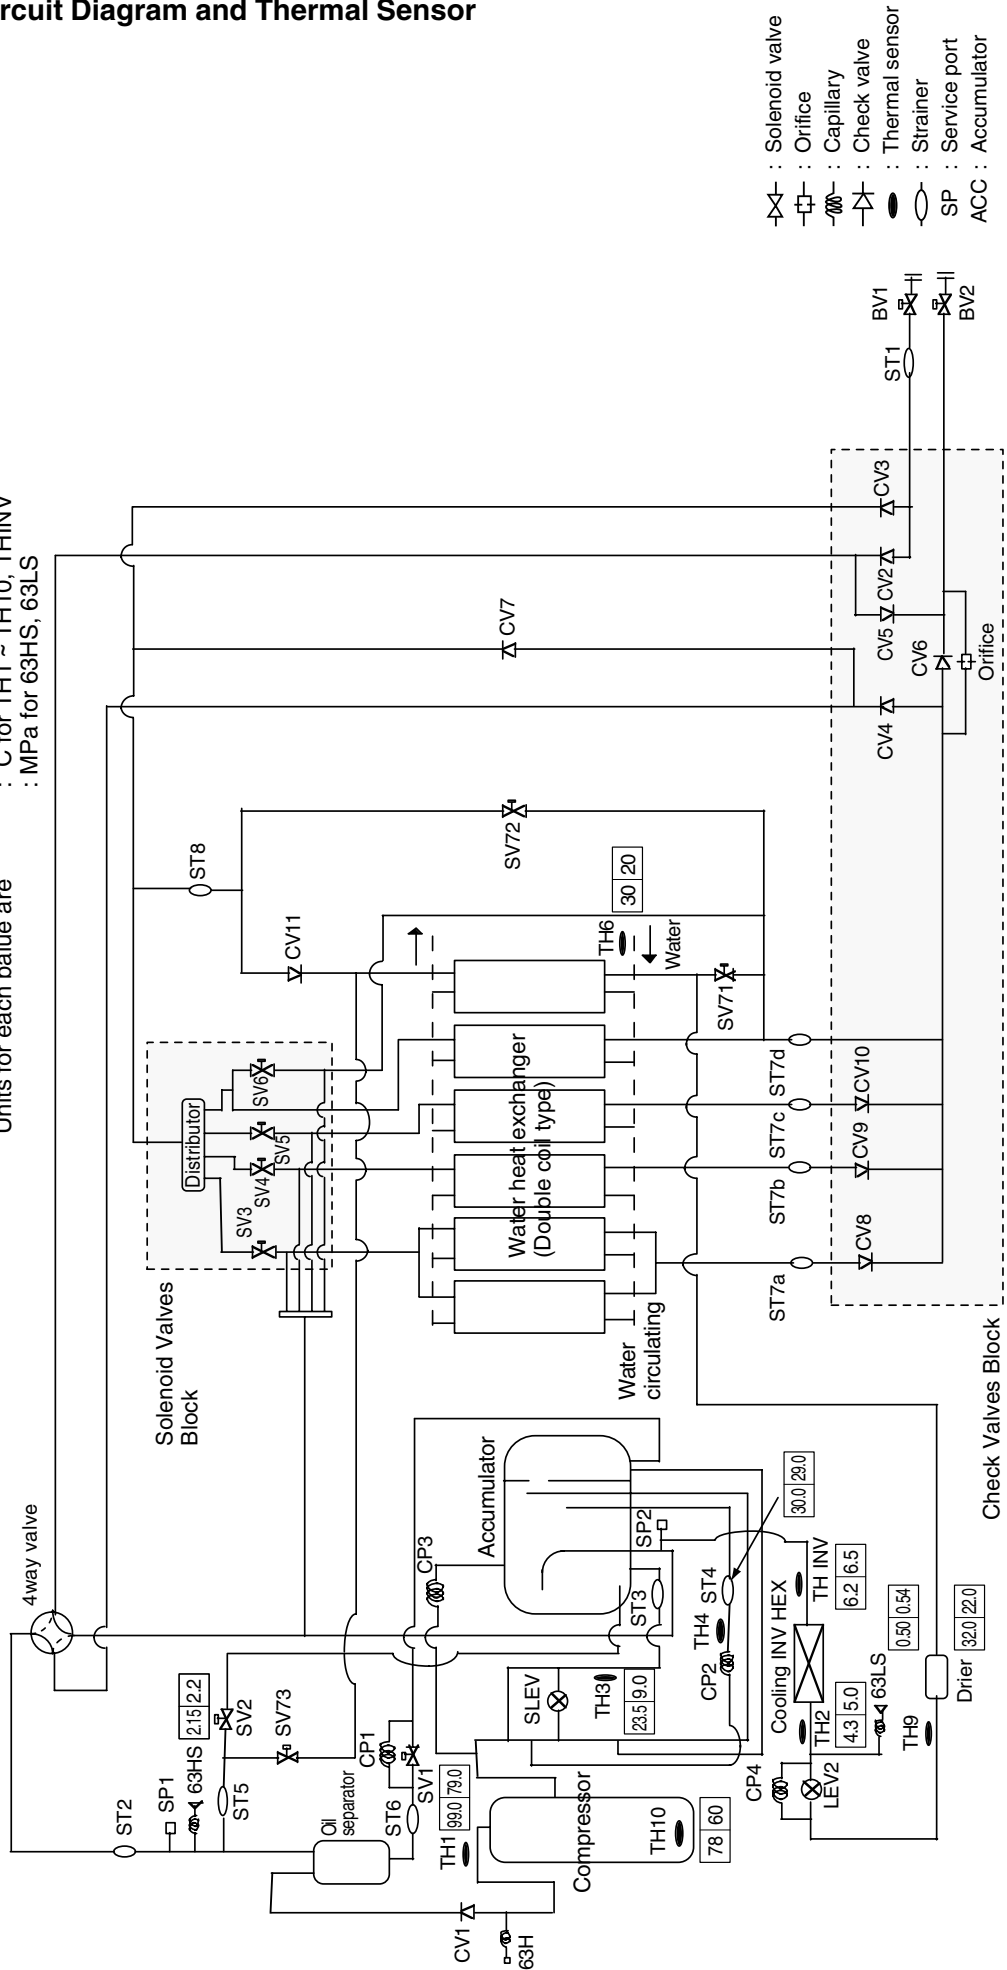 rcuit Diagram and Thermal Sensor
: Solenoid valve
: Orifice
: Capillary
: Check valve
: Thermal sensor
: Strainer
SP : Service port
ACC : Accumulator
Units for each balue are
: °C for TH1 ~ TH10, THINV
: MPa for 63HS, 63LS
4way valve
Solenoid Valves
Block
Distributor
SV3
SV4
SV5
SV6
ST8
CV11
SV72
CV7
BV1
BV2
ST1
CV3
CV2
CV5
CV6
Orifice
CV4
TH6
30 20
Water
SV71
Water heat exchanger
(Double coil type)
Water
circulating
ST7d
ST7c
ST7b
ST7a
CV10
CV9
CV8
Check Valves Block
ST2
SP1
63HS
2.15 2.2
ST5
SV2
SV73
Oil
separator
CP1
SV1
ST6
TH1
99.0 79.0
CP3
Accumulator
SP2
ST3
SLEV
TH3
23.5 9.0
ST4
30.0 29.0
TH4
CP2
Compressor
TH10
78 60
CV1
63H
CP4
LEV2
Cooling INV HEX
TH INV
6.2 6.5
TH2
4.3 5.0
63LS
0.50 0.54
TH9
Drier
32.0 22.0